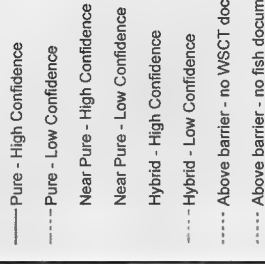 Pure - High Confidence
Pure - Low Confidence
Near Pure - High Confidence
Near Pure - Low Confidence
Hybrid - High Confidence
Hybrid - Low Confidence
Above barrier - no WSCT doc
Above barrier - no fish docum